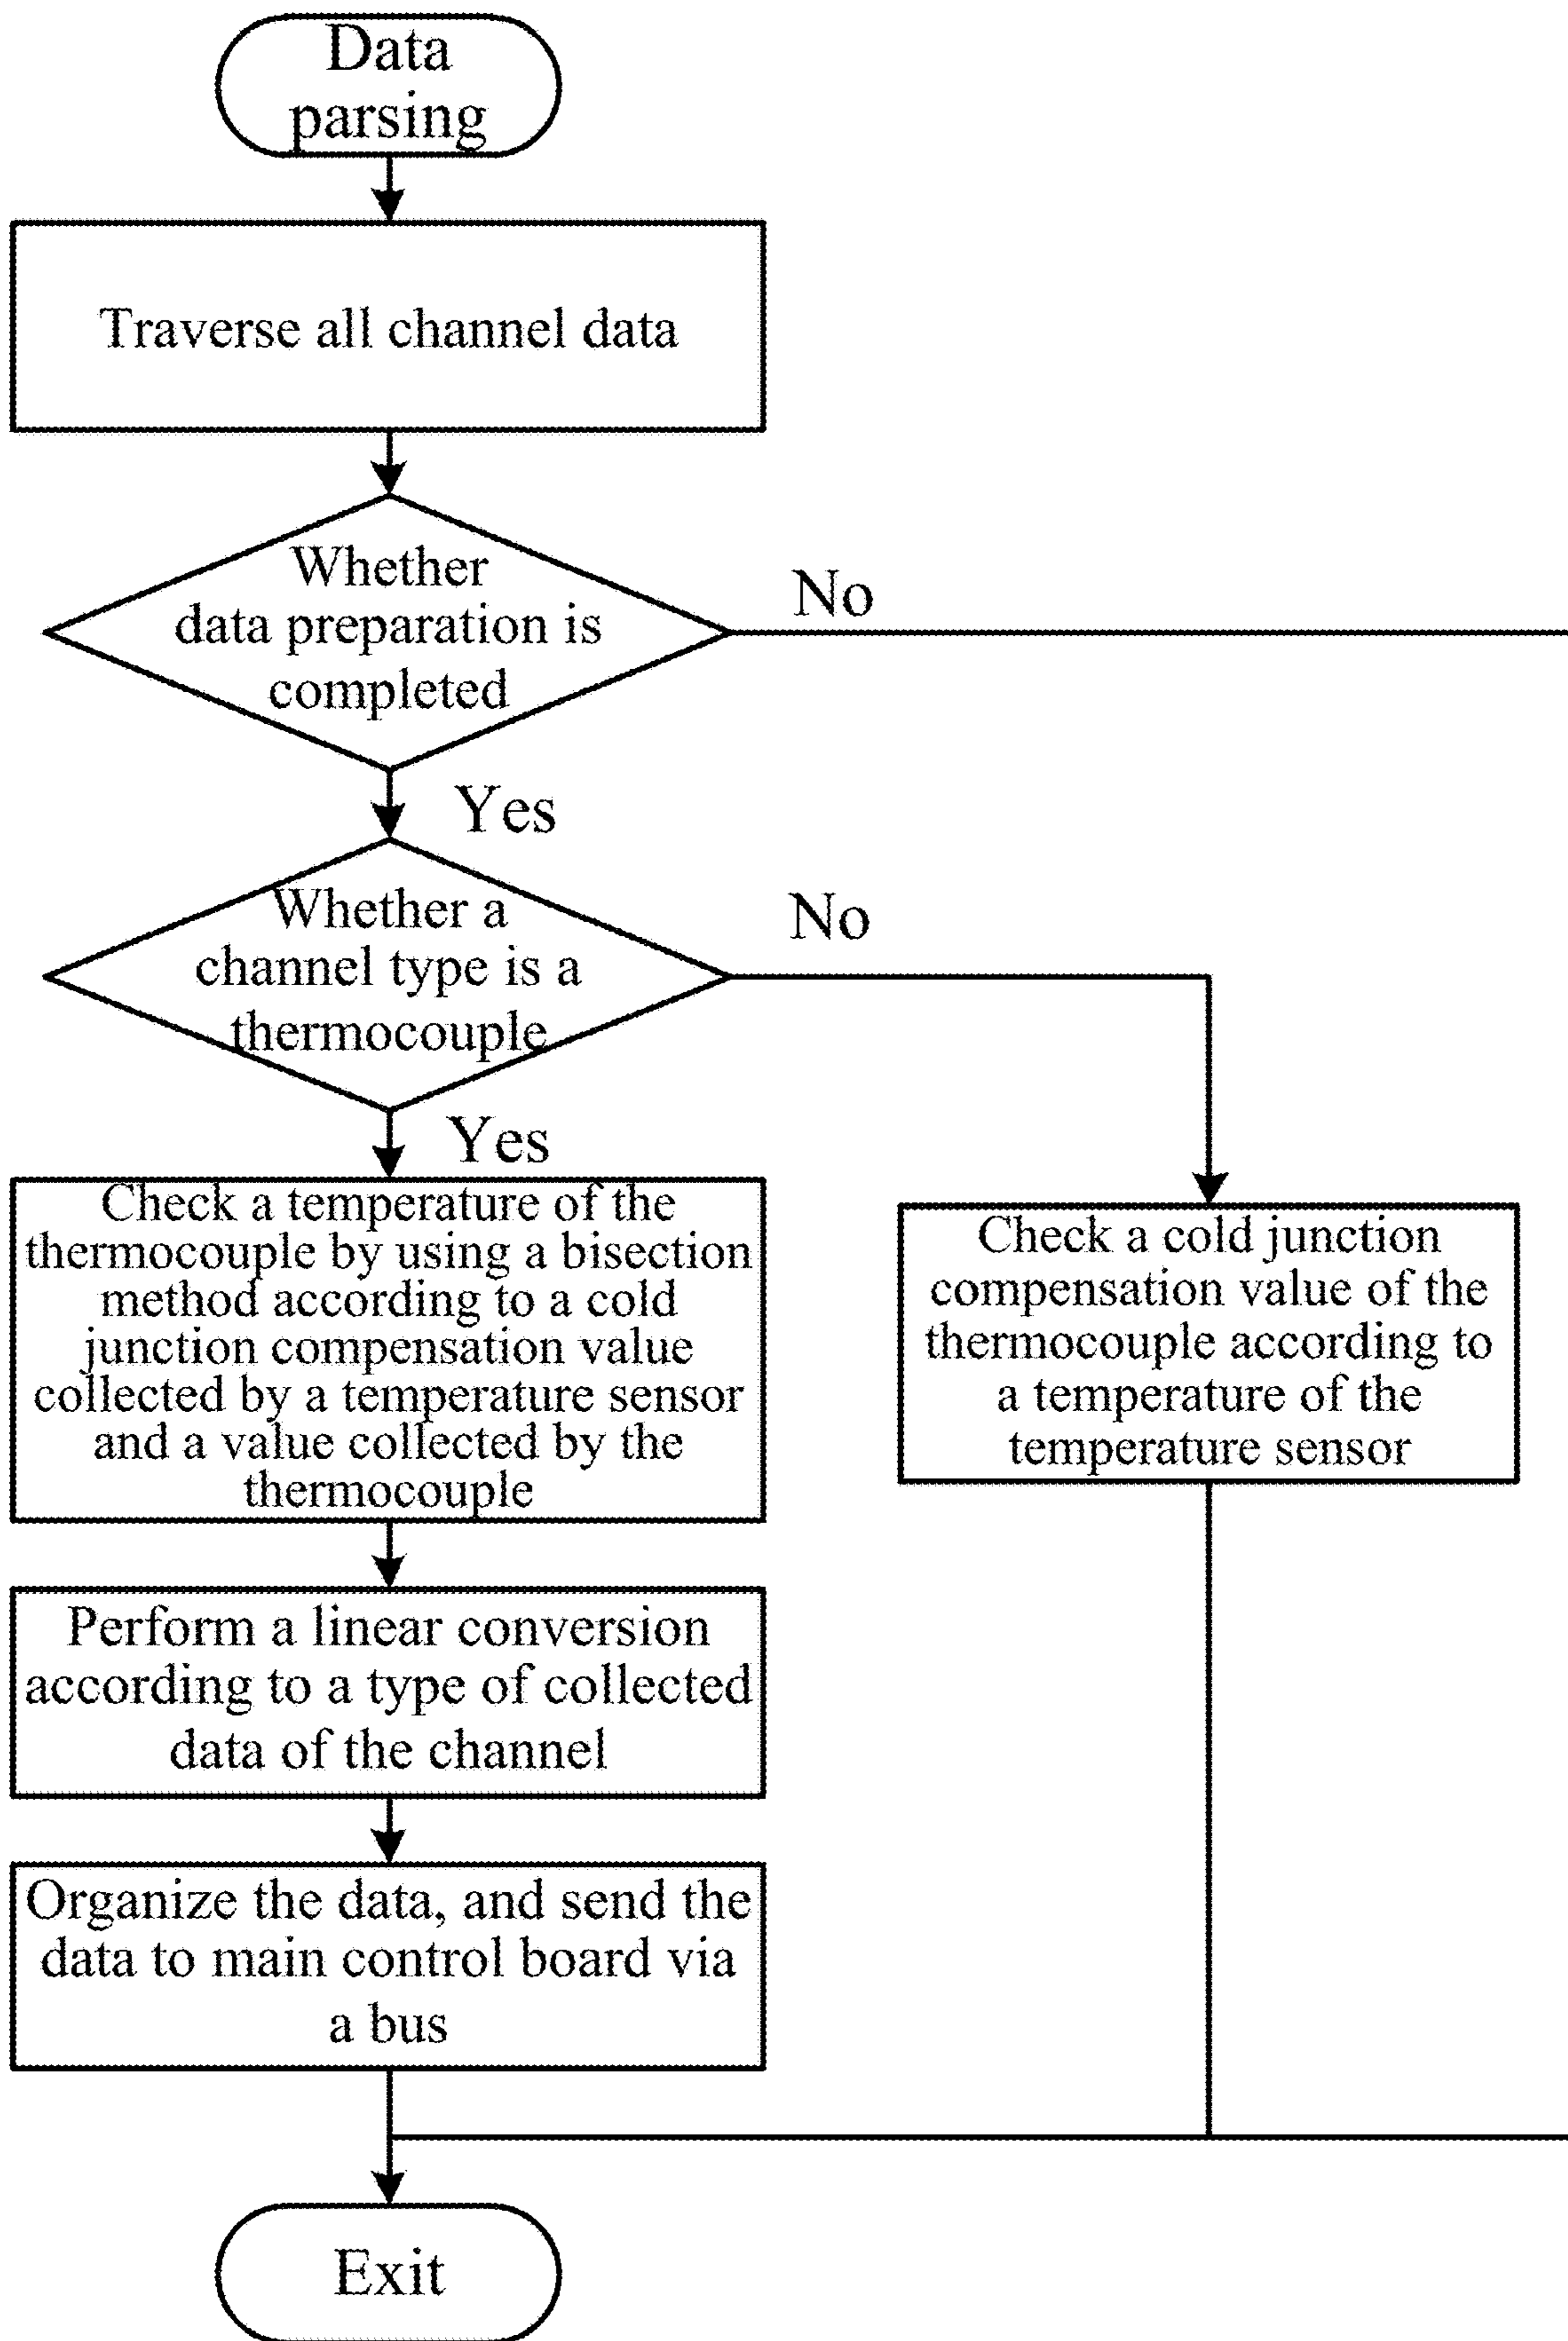 Data
parsing
Traverse all channel data
Whether
data preparation is
completed
No
Yes
Whether a
channel type is a
thermocouple
No
Yes
Check a temperature of the
thermocouple by using a bisection
method according to a cold
junction compensation value
collected by a temperature sensor
and a value collected by the
thermocouple
Check a cold junction
compensation value of the
thermocouple according to
a temperature of the
temperature sensor
Perform a linear conversion
according to a type of collected
data of the channel
Organize the data, and send the
data to main control board via
a bus
Exit